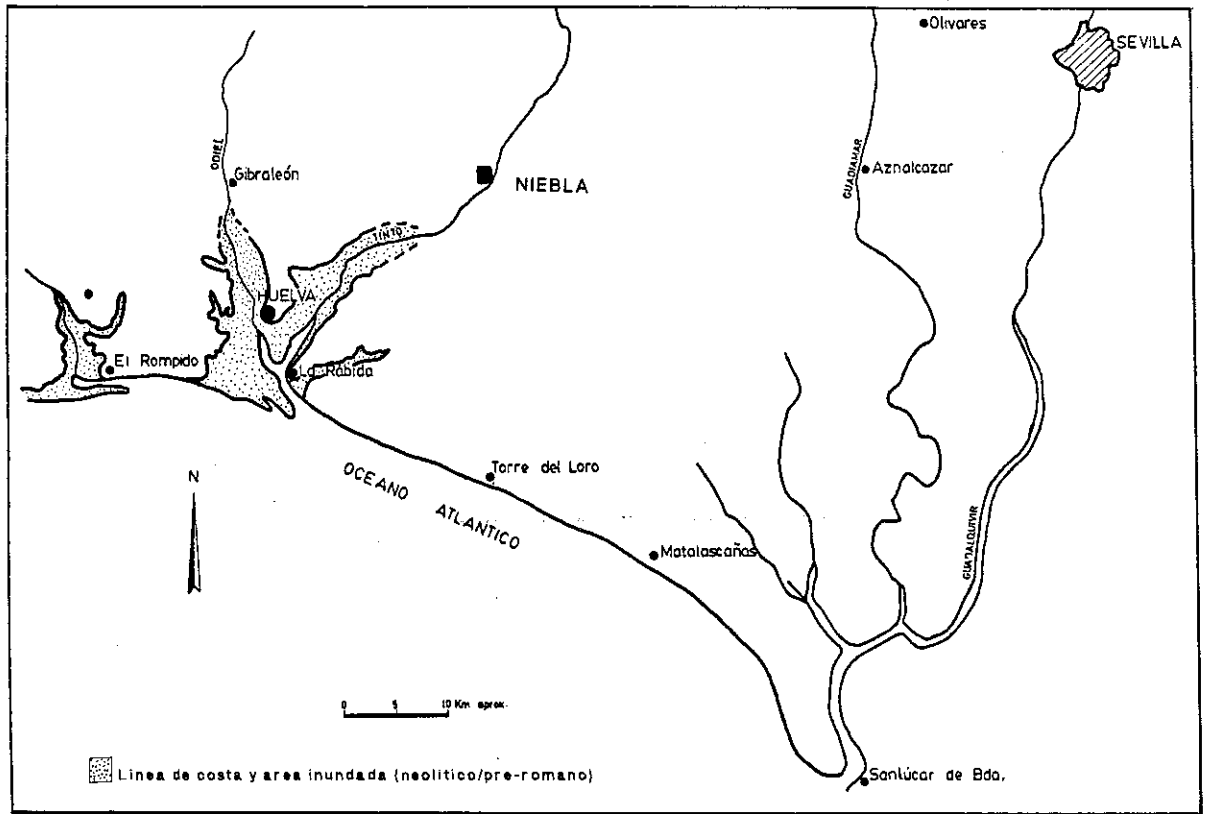 Olivares
SEVILLA
ODIEL
Gibraleón
NIEBLA
GUADIAMAR
Aznalcazar
TINTO
HUELVA
El Rompido
La Rábida
N
OCEANO ATLANTICO
Torre del Loro
Matalascañas
GUADALQUIVIR
0 5 10 Km aprox.
Linea de costa y area inundada (neolitico/pre-romano)
Sanlúcar de Bda.